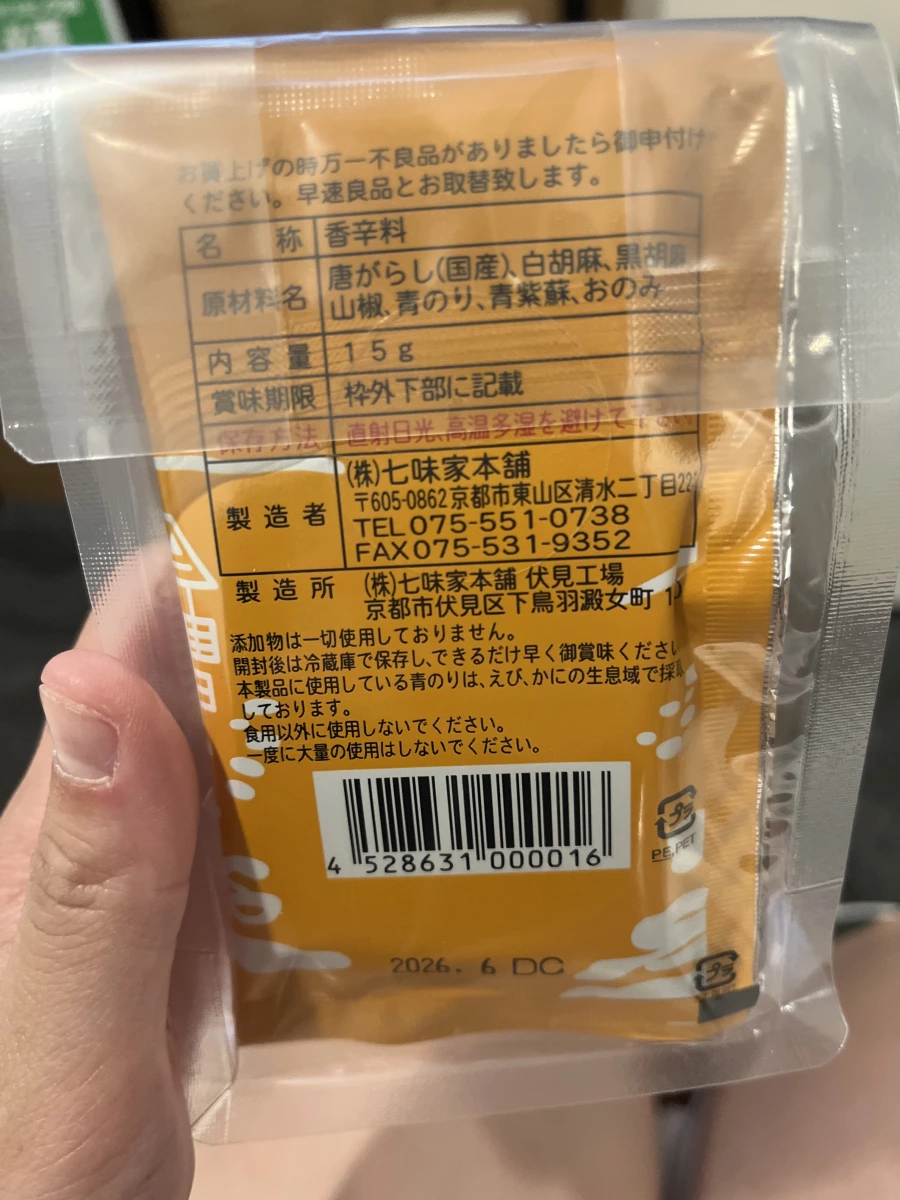 お買上げの時万一不良品がありましたら御申付け
ください。早速良品とお取替致します。
名 称 香辛料
原材料名 唐がらし(国産)、白胡麻、黒胡麻
山椒、青のり、青紫蘇、おのみ
内容量 15g
賞味期限 枠外下部に記載
保存方法 直射日光、高温多湿を避けて下さい
製造者 (株)七味家本舗
〒605-0862京都市東山区清水二丁目22
TEL075-551-0738
FAX075-531-9352
製造所 (株)七味家本舗 伏見工場
京都市伏見区下鳥羽澱女町
添加物は一切使用しておりません。
開封後は冷蔵庫で保存し、できるだけ早く御賞味くださ
本製品に使用している青のりは、えび、かにの生息域で採取
しております。
食用以外に使用しないでください。
一度に大量の使用はしないでください。
4 528631 000016
プラ
PE,PET
2026. 6 DC
プラ